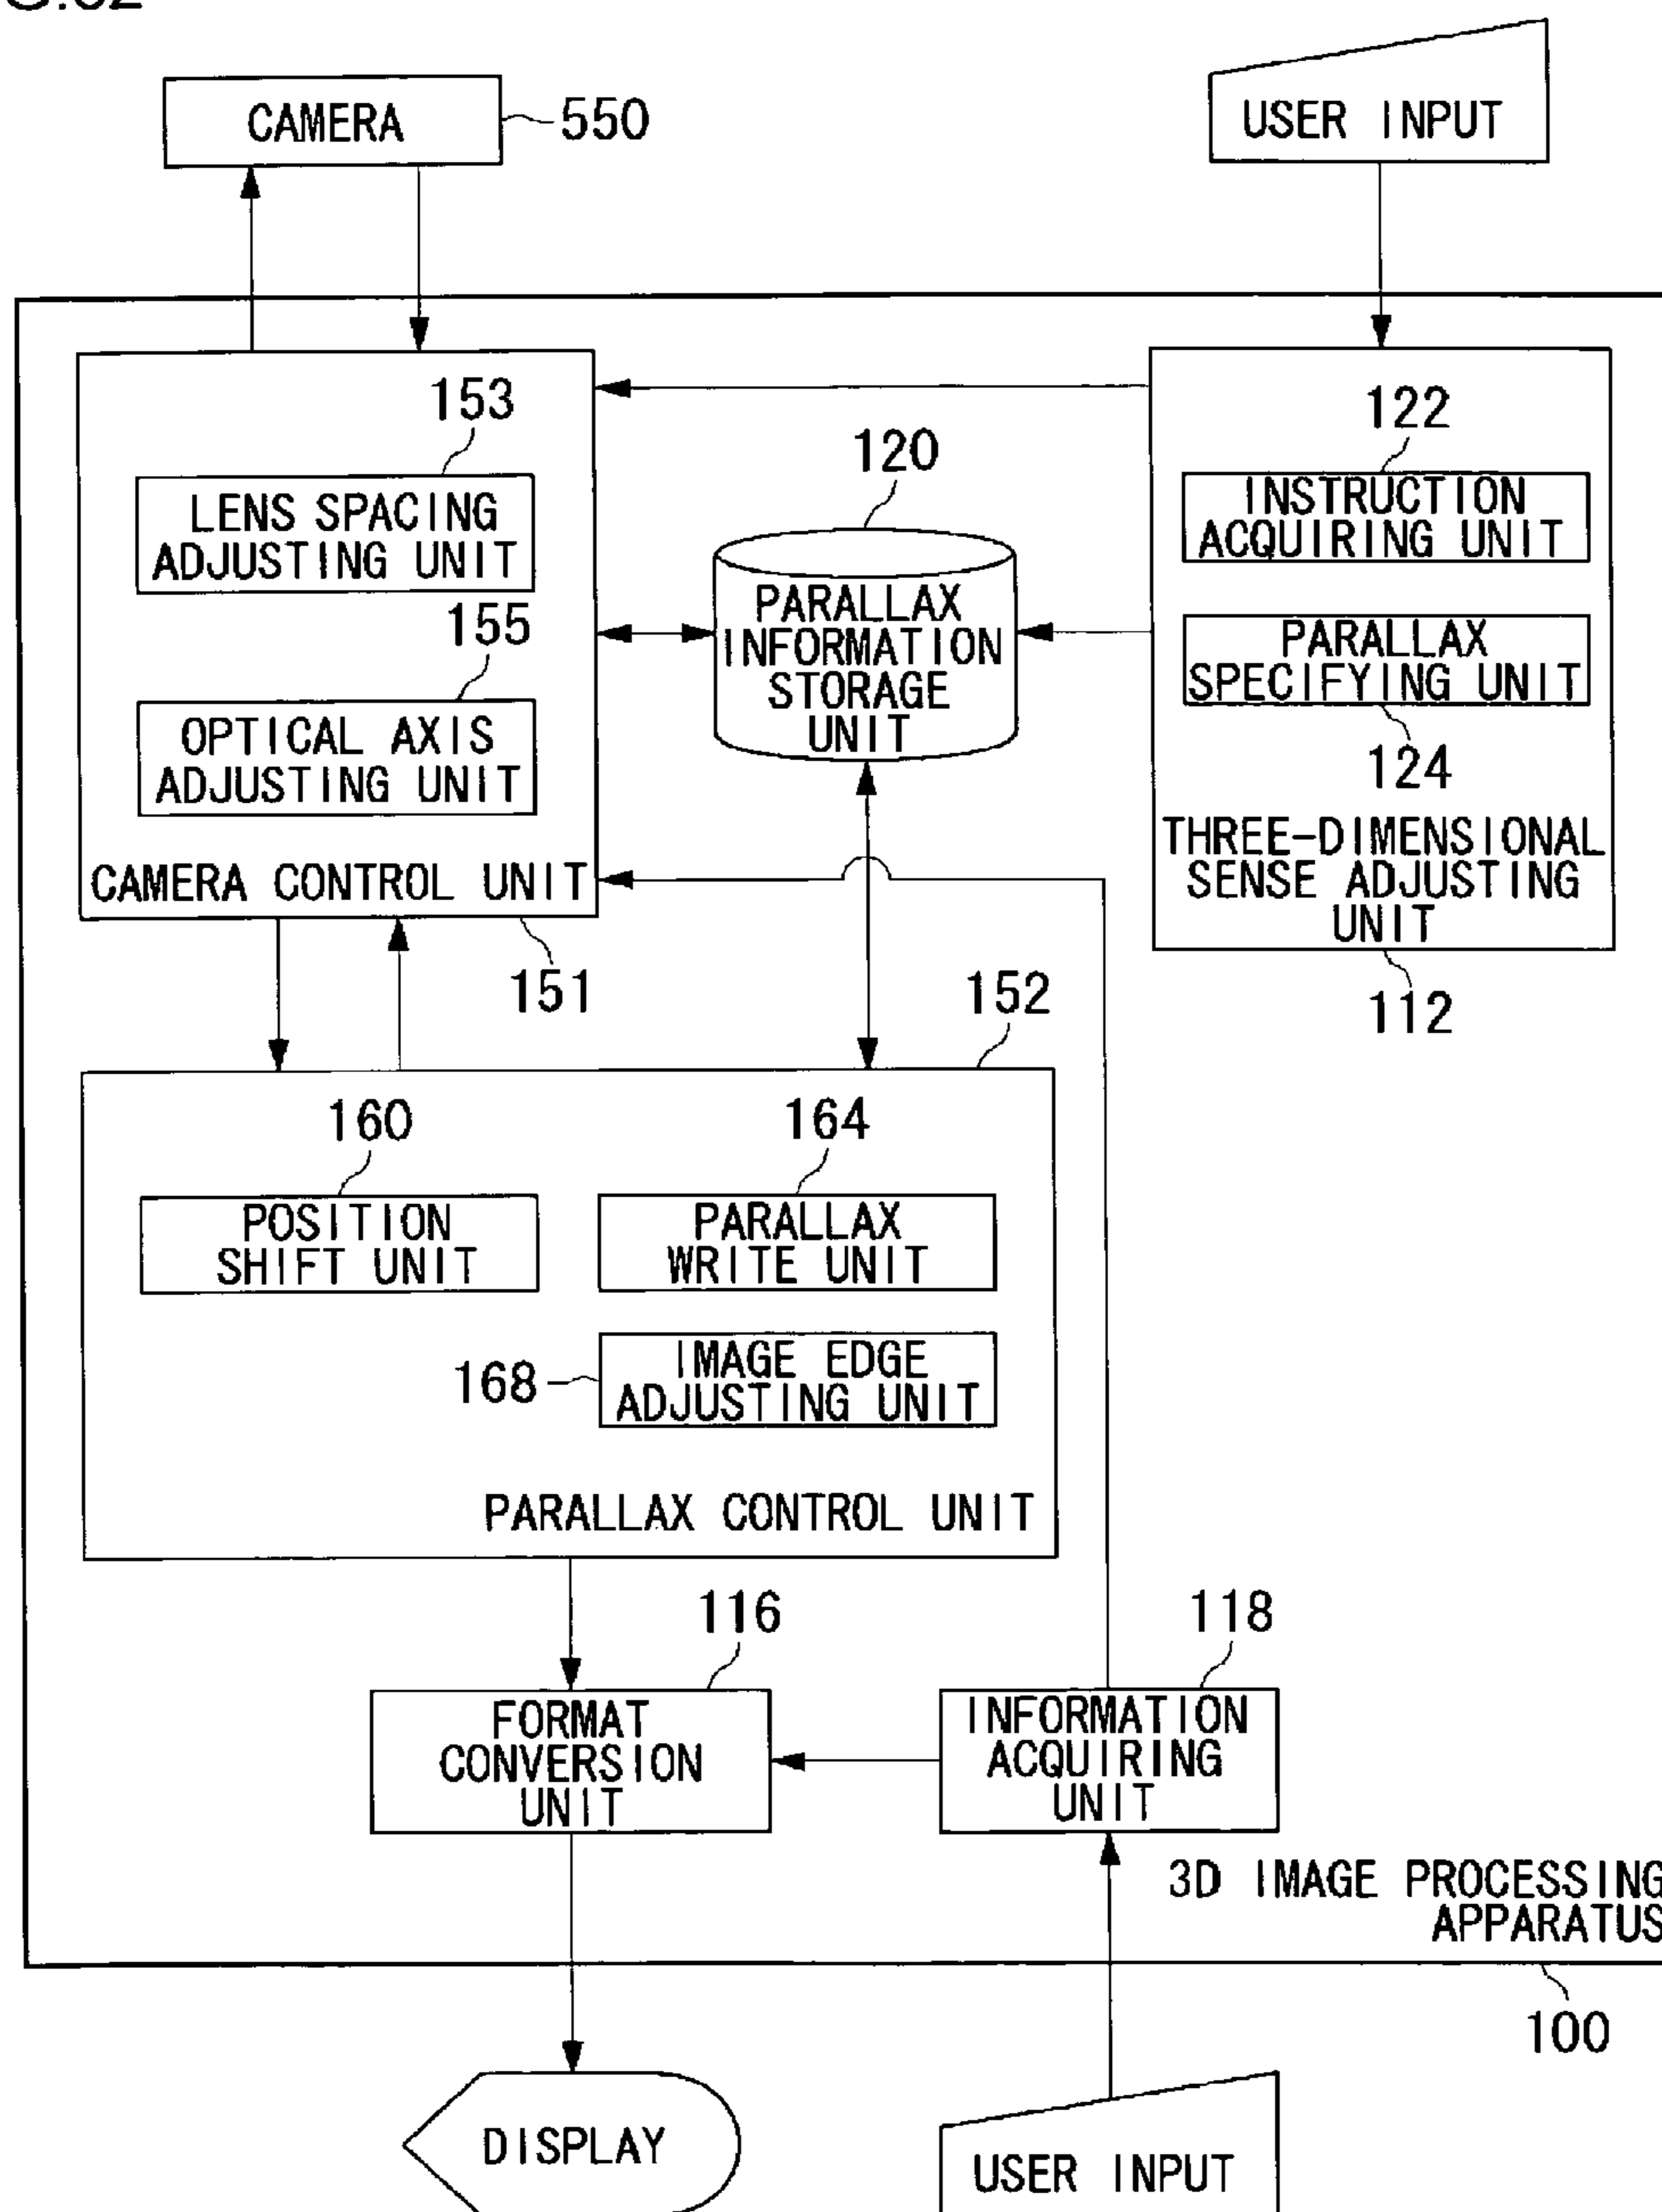 CAMERA
550
USER INPUT
153
LENS SPACING
ADJUSTING UNIT
155
OPTICAL AXIS
ADJUSTING UNIT
CAMERA CONTROL UNIT
151
120
PARALLAX
INFORMATION
STORAGE
UNIT
122
INSTRUCTION
ACQUIRING UNIT
PARALLAX
SPECIFYING UNIT
124
THREE-DIMENSIONAL
SENSE ADJUSTING
UNIT
112
152
160
POSITION
SHIFT UNIT
164
PARALLAX
WRITE UNIT
168
IMAGE EDGE
ADJUSTING UNIT
PARALLAX CONTROL UNIT
116
FORMAT
CONVERSION
UNIT
118
INFORMATION
ACQUIRING
UNIT
3D IMAGE PROCESSING
APPARATUS
100
DISPLAY
USER INPUT